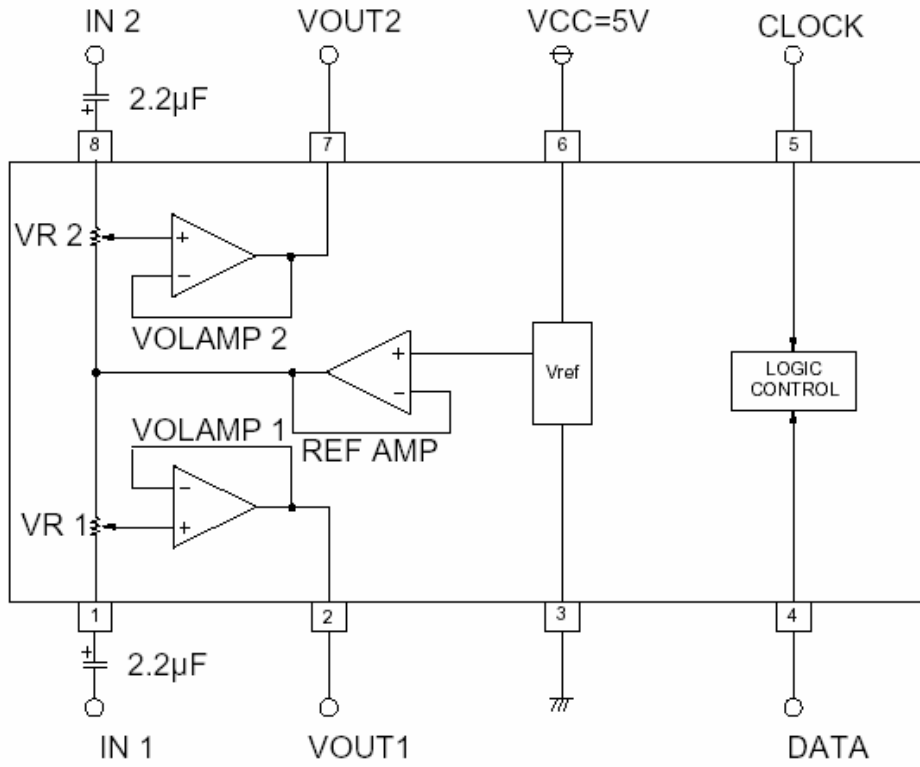 IN 2
VOUT2
VCC=5V
CLOCK
2.2µF
+
8
7
6
5
VR 2
+
−
VOLAMP 2
+
−
Vref
LOGIC
CONTROL
VOLAMP 1
REF AMP
−
+
VR 1
1
2
3
4
+
2.2µF
IN 1
VOUT1
DATA